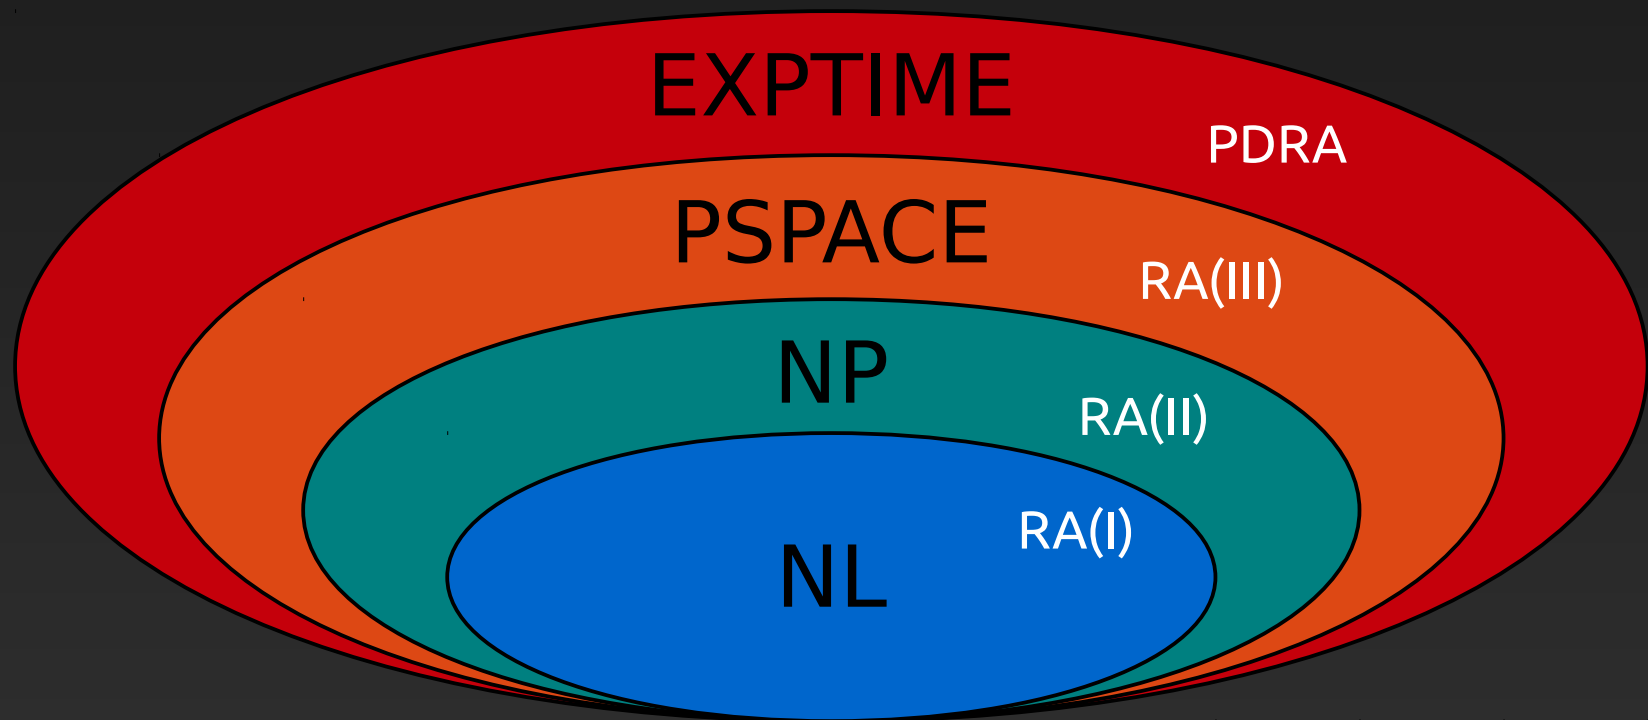 EXPTIME
PDRA
PSPACE
RA(III)
NP
RA(II)
RA(I)
NL